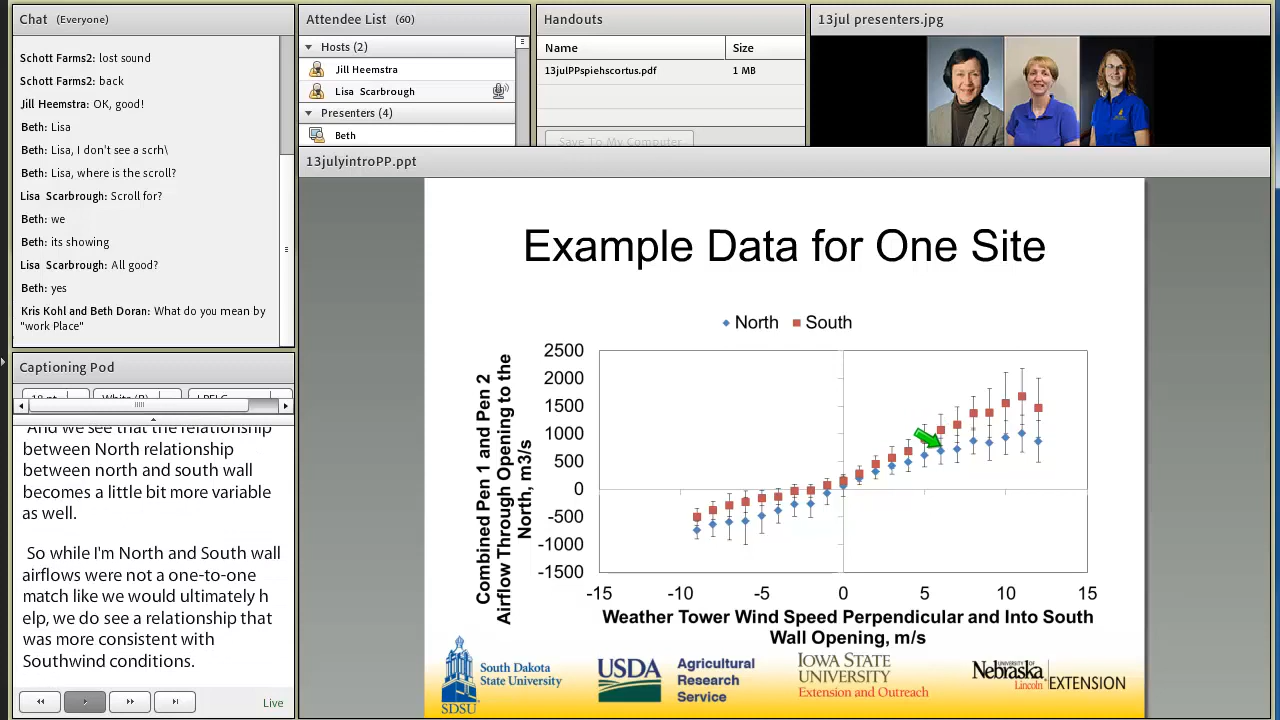 Chat (Everyone)
Schott Farms2: lost sound
Schott Farms2: back
Jill Heemstra: OK, good!
Beth: Lisa
Beth: Lisa, I don't see a scrh\
Beth: Lisa, where is the scroll?
Lisa Scarbrough: Scroll for?
Beth: we
Beth: its showing
Lisa Scarbrough: All good?
Beth: yes
Kris Kohl and Beth Doran: What do you mean by
"work Place"
Captioning Pod
And we see that the relationship
between North relationship
between north and south wall
becomes a little bit more variable
as well.
So while I'm North and South wall
airflows were not a one-to-one
match like we would ultimately h
elp, we do see a relationship that
was more consistent with
Southwind conditions.
Live
Attendee List (60)
Hosts (2)
Jill Heemstra
Lisa Scarbrough
Presenters (4)
Beth
Handouts
Name Size
13julPPspiehscortus.pdf 1 MB
Save To My Computer
13jul presenters.jpg
13julyintroPP.ppt
Example Data for One Site
North South
Combined Pen 1 and Pen 2
Airflow Through Opening to the
North, m3/s
2500
2000
1500
1000
500
0
-500
-1000
-1500
-15 -10 -5 0 5 10 15
Weather Tower Wind Speed Perpendicular and Into South
Wall Opening, m/s
SDSU
South Dakota
State University
USDA
Agricultural
Research
Service
IOWA STATE
UNIVERSITY
Extension and Outreach
UNIVERSITY OF
Nebraska
Lincoln
EXTENSION